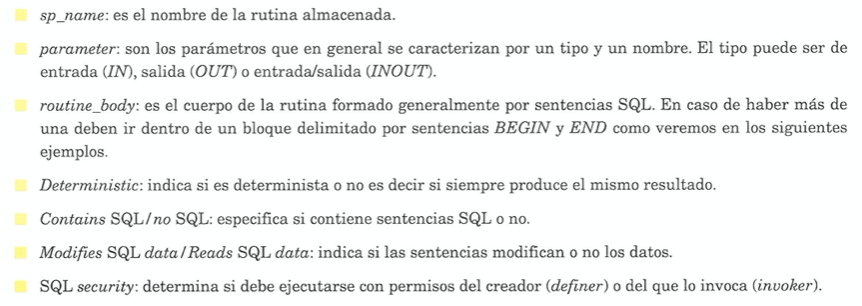 sp_name: es el nombre de la rutina almacenada.
parameter: son los parámetros que en general se caracterizan por un tipo y un nombre. El tipo puede ser de
entrada (IN), salida (OUT) o entrada/salida (INOUT).
routine_body: es el cuerpo de la rutina formado generalmente por sentencias SQL. En caso de haber más de
una deben ir dentro de un bloque delimitado por sentencias BEGIN y END como veremos en los siguientes
ejemplos.
Deterministic: indica si es determinista o no es decir si siempre produce el mismo resultado.
Contains SQL/no SQL: especifica si contiene sentencias SQL o no.
Modifies SQL data/Reads SQL data: indica si las sentencias modifican o no los datos.
SQL security: determina si debe ejecutarse con permisos del creador (definer) o del que lo invoca (invoker).